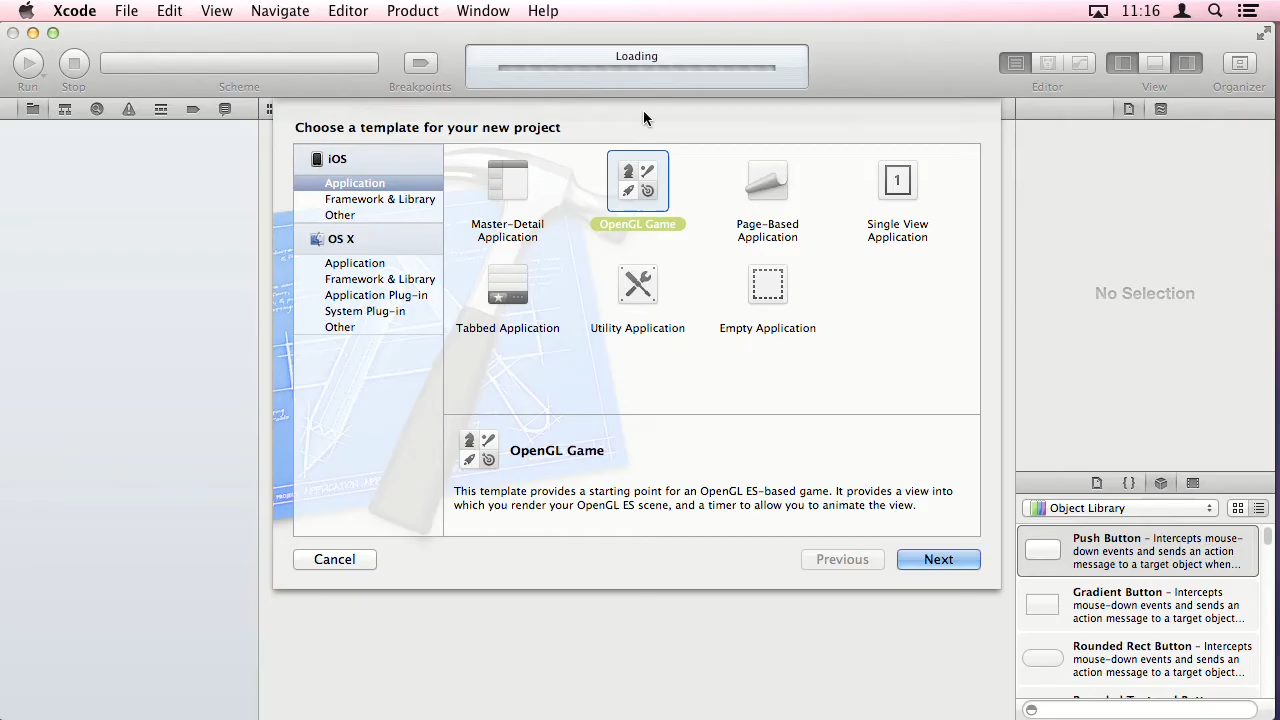 Xcode File Edit View Navigate Editor Product Window Help 11:16
Loading
Run Stop Scheme Breakpoints Editor View Organizer
Choose a template for your new project
iOS
Application
Framework & Library
Other
OS X
Application
Framework & Library
Application Plug-in
System Plug-in
Other
Master-Detail
Application
OpenGL Game
Page-Based
Application
1
Single View
Application
Tabbed Application
Utility Application
Empty Application
OpenGL Game
This template provides a starting point for an OpenGL ES-based game. It provides a view into
which you render your OpenGL ES scene, and a timer to allow you to animate the view.
Cancel
Previous
Next
No Selection
{ }
Object Library
Push Button – Intercepts mouse-
down events and sends an action
message to a target object when...
Gradient Button – Intercepts
mouse-down events and sends an
action message to a target object...
Rounded Rect Button – Intercepts
mouse-down events and sends an
action message to a target object...